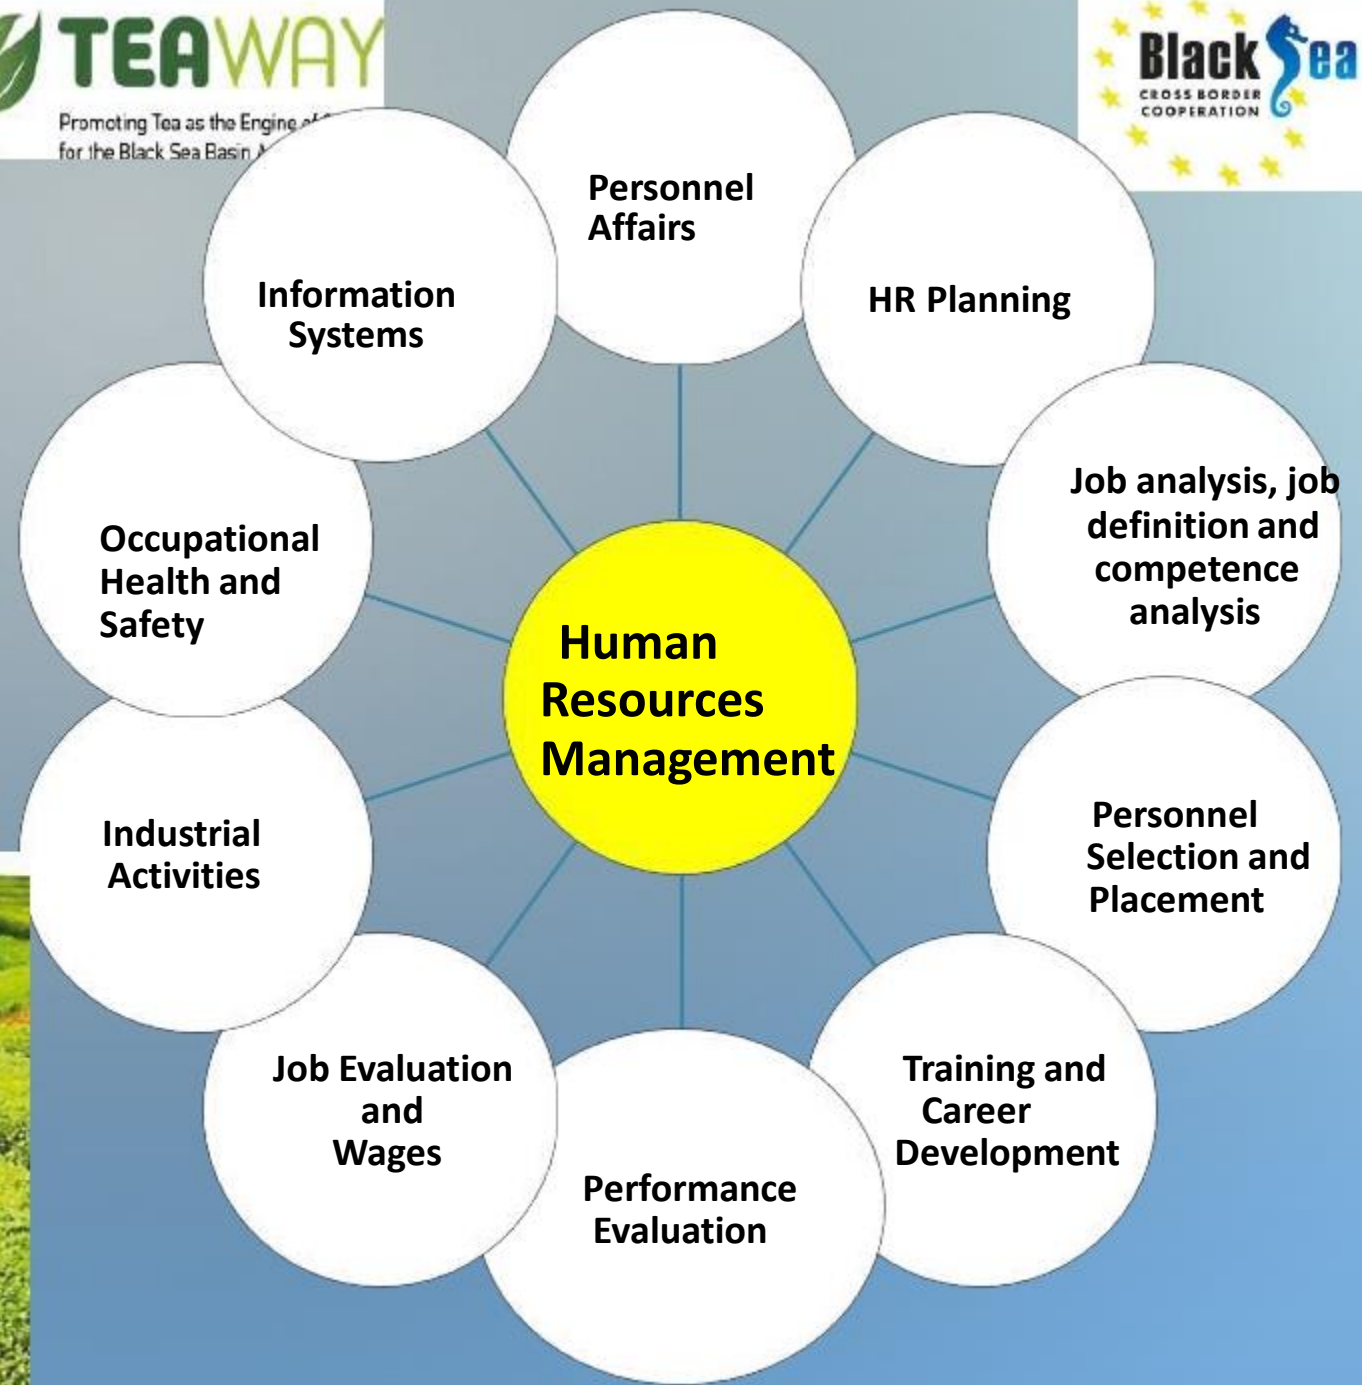 TEAWAY
Promoting Tea as the Engine of
for the Black Sea Basin
Black Sea
CROSS BORDER
COOPERATION
Personnel
Affairs
HR Planning
Job analysis, job
definition and
competence
analysis
Personnel
Selection and
Placement
Training and
Career
Development
Performance
Evaluation
Job Evaluation
and
Wages
Industrial
Activities
Occupational
Health and
Safety
Information
Systems
Human
Resources
Management